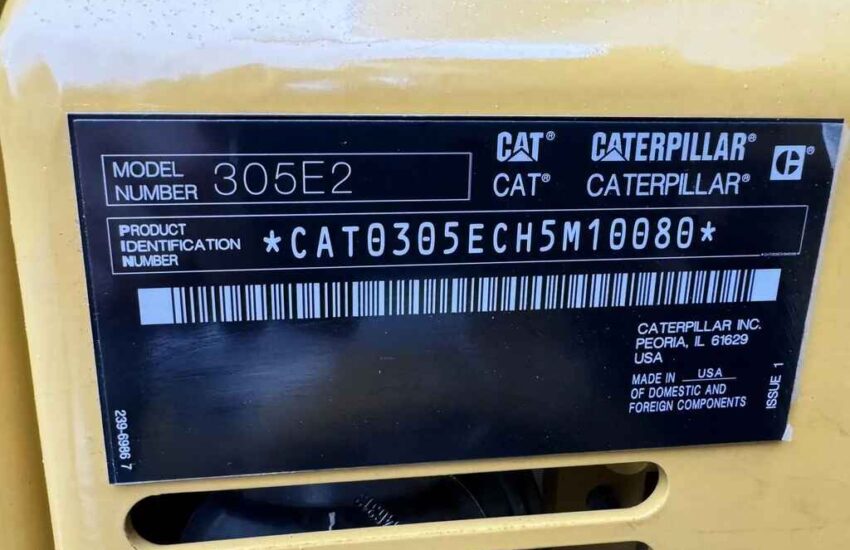 CAT® CATERPILLAR®
CAT® CATERPILLAR®
MODEL
NUMBER 305E2
PRODUCT
IDENTIFICATION
NUMBER
*CAT0305ECH5M10080*
CATERPILLAR INC.
PEORIA, IL 61629
USA
MADE IN USA
OF DOMESTIC AND
FOREIGN COMPONENTS
ISSUE 1
239-6986 7